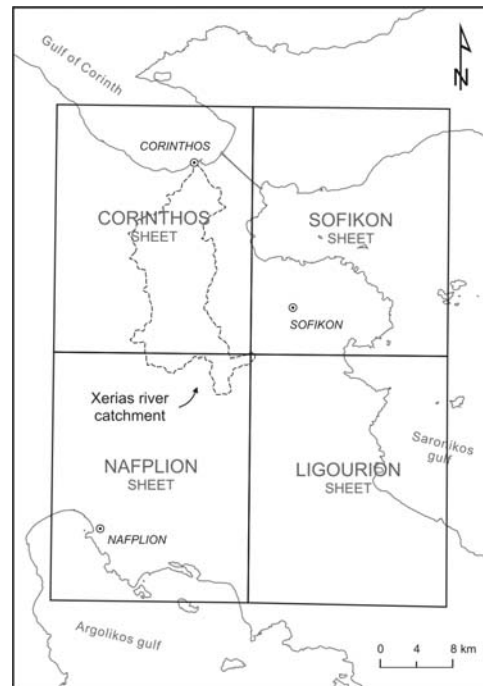 Gulf of Corinth
N
CORINTHOS
CORINTHOS
SHEET
SOFIKON
SHEET
SOFIKON
Xerias river
catchment
Saronikos
gulf
NAFPLION
SHEET
LIGOURION
SHEET
NAFPLION
Argolikos gulf
0 4 8 km